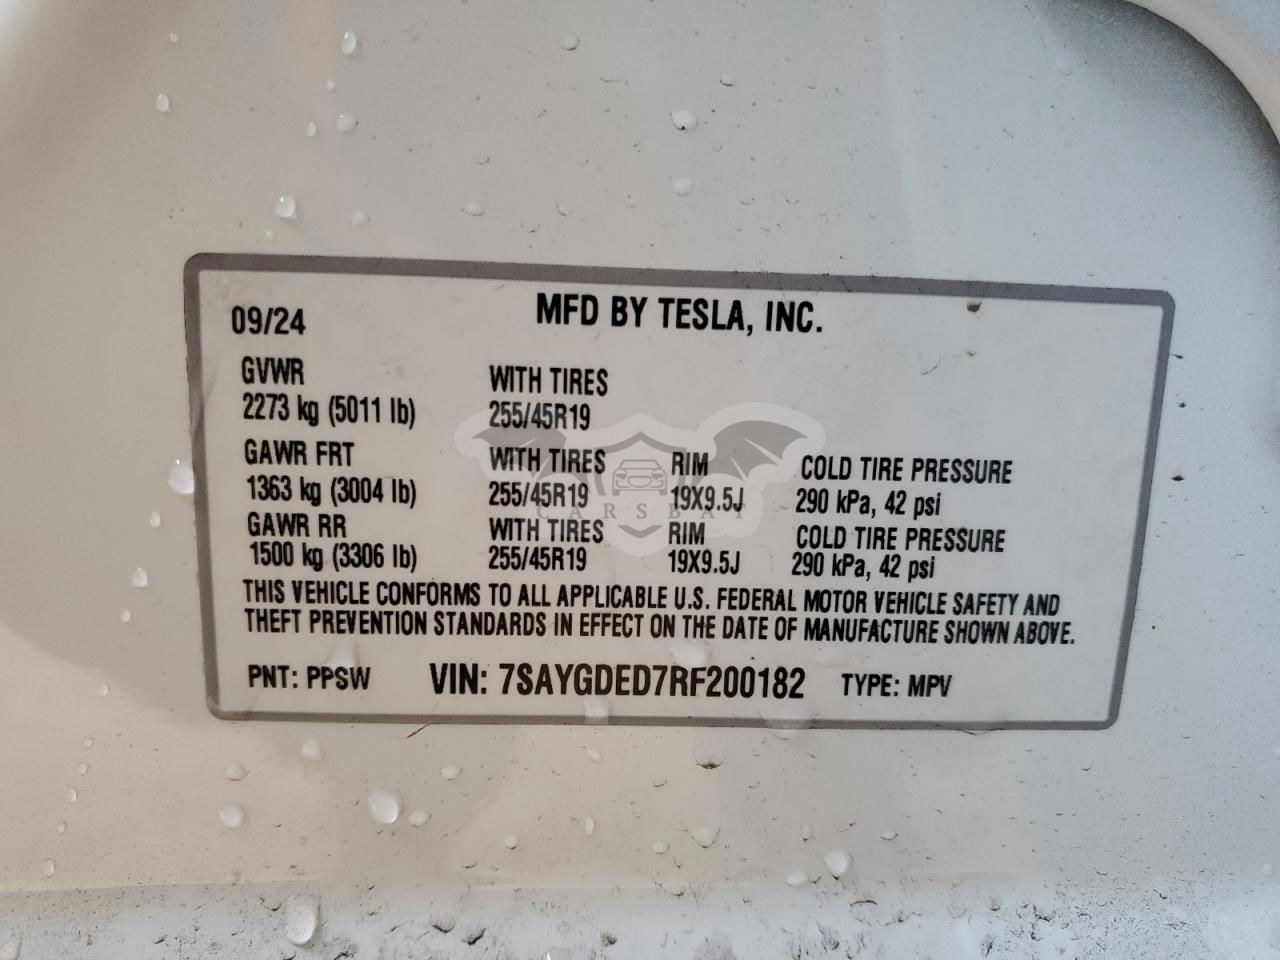 09/24 MFD BY TESLA, INC.
GVWR WITH TIRES
2273 kg (5011 lb) 255/45R19
GAWR FRT WITH TIRES RIM COLD TIRE PRESSURE
1363 kg (3004 lb) 255/45R19 19X9.5J 290 kPa, 42 psi
CARSBAT
GAWR RR WITH TIRES RIM COLD TIRE PRESSURE
1500 kg (3306 lb) 255/45R19 19X9.5J 290 kPa, 42 psi
THIS VEHICLE CONFORMS TO ALL APPLICABLE U.S. FEDERAL MOTOR VEHICLE SAFETY AND
THEFT PREVENTION STANDARDS IN EFFECT ON THE DATE OF MANUFACTURE SHOWN ABOVE.
PNT: PPSW VIN: 7SAYGDED7RF200182 TYPE: MPV